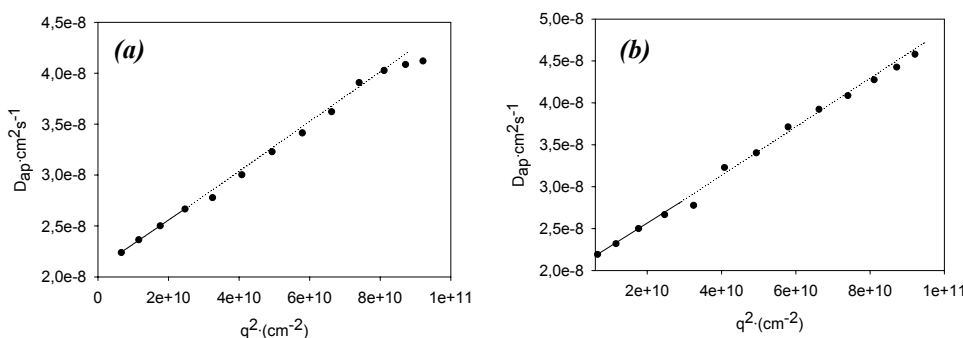 (a)
4,5e-8
4,0e-8
3,5e-8
3,0e-8
2,5e-8
2,0e-8
Dap·cm2s-1
0 2e+10 4e+10 6e+10 8e+10 1e+11
q2·(cm-2)
(b)
5,0e-8
4,5e-8
4,0e-8
3,5e-8
3,0e-8
2,5e-8
2,0e-8
Dap·cm2s-1
2e+10 4e+10 6e+10 8e+10 1e+11
q2·(cm-2)